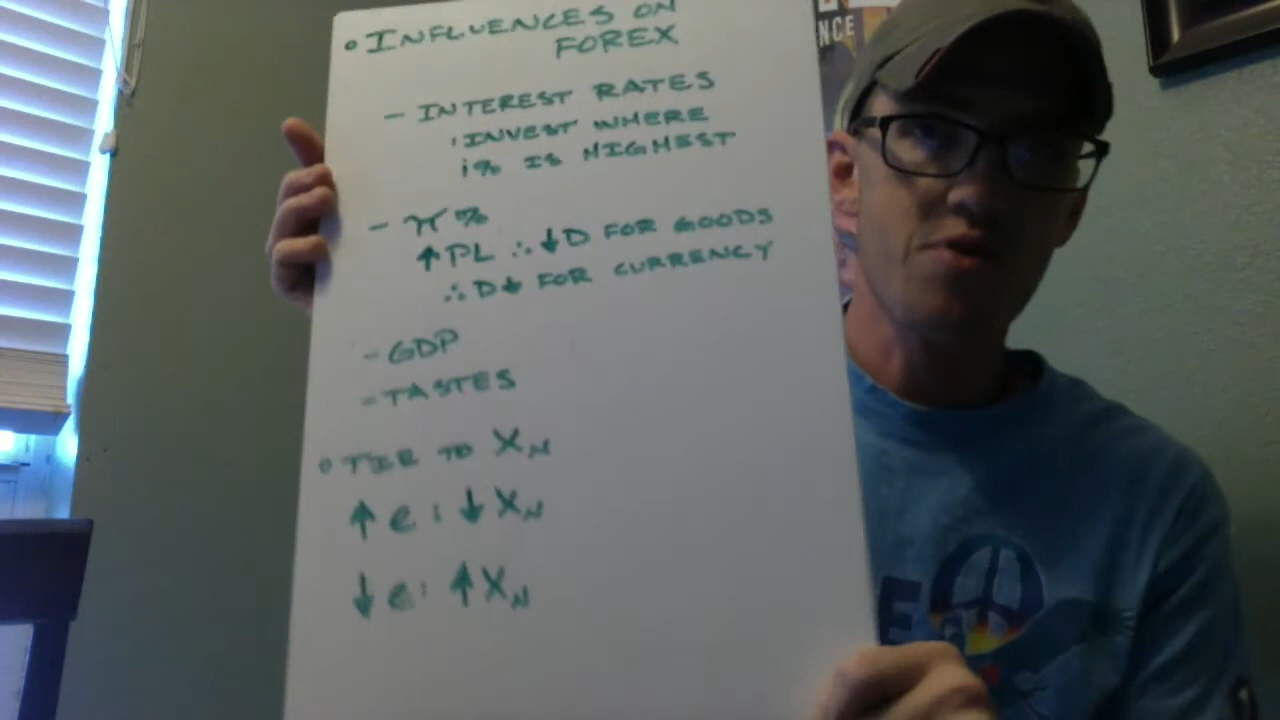 • INFLUENCES ON
FOREX
- INTEREST RATES
: INVEST WHERE
i% IS HIGHEST
- π%
↑PL ∴ ↓D FOR GOODS
∴ D↓ FOR CURRENCY
- GDP
- TASTES
• TIE TO XN
↑ e : ↓ XN
↓ e : ↑ XN
NCE
E